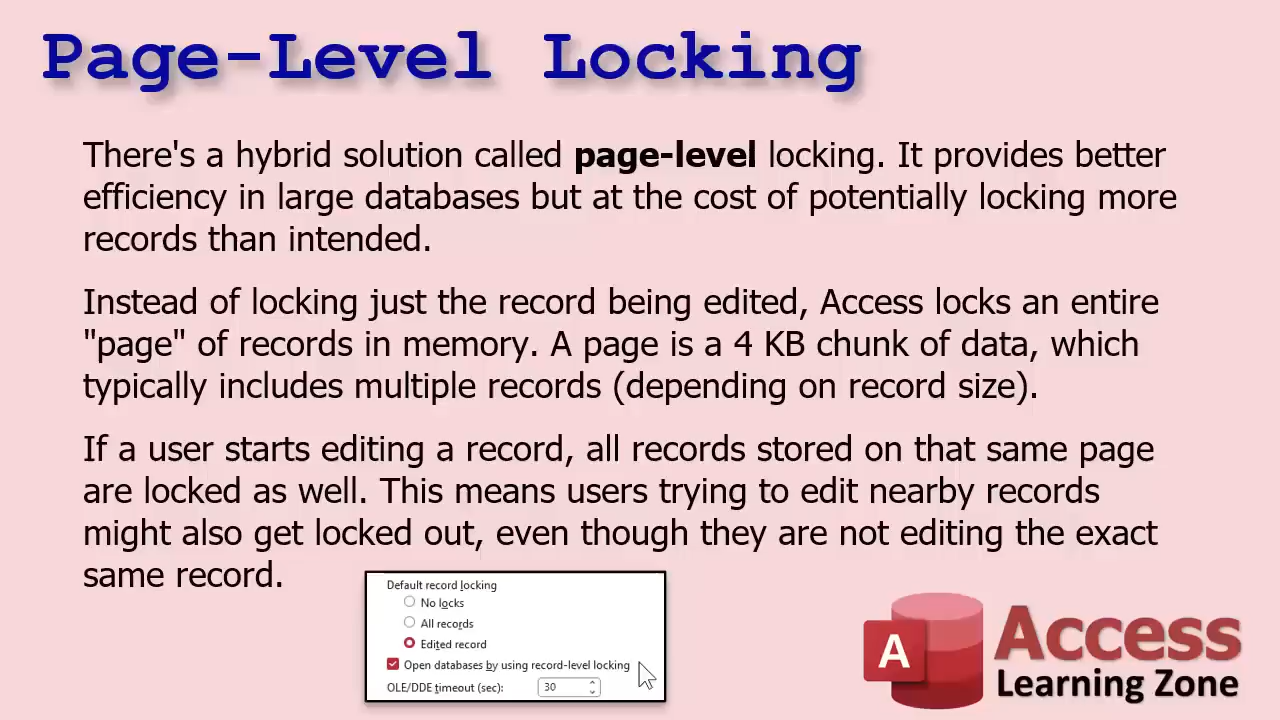 Page-Level Locking
There's a hybrid solution called page-level locking. It provides better
efficiency in large databases but at the cost of potentially locking more
records than intended.
Instead of locking just the record being edited, Access locks an entire
"page" of records in memory. A page is a 4 KB chunk of data, which
typically includes multiple records (depending on record size).
If a user starts editing a record, all records stored on that same page
are locked as well. This means users trying to edit nearby records
might also get locked out, even though they are not editing the exact
same record.
Default record locking
No locks
All records
Edited record
Open databases by using record-level locking
OLE/DDE timeout (sec): 30
A
Access
Learning Zone